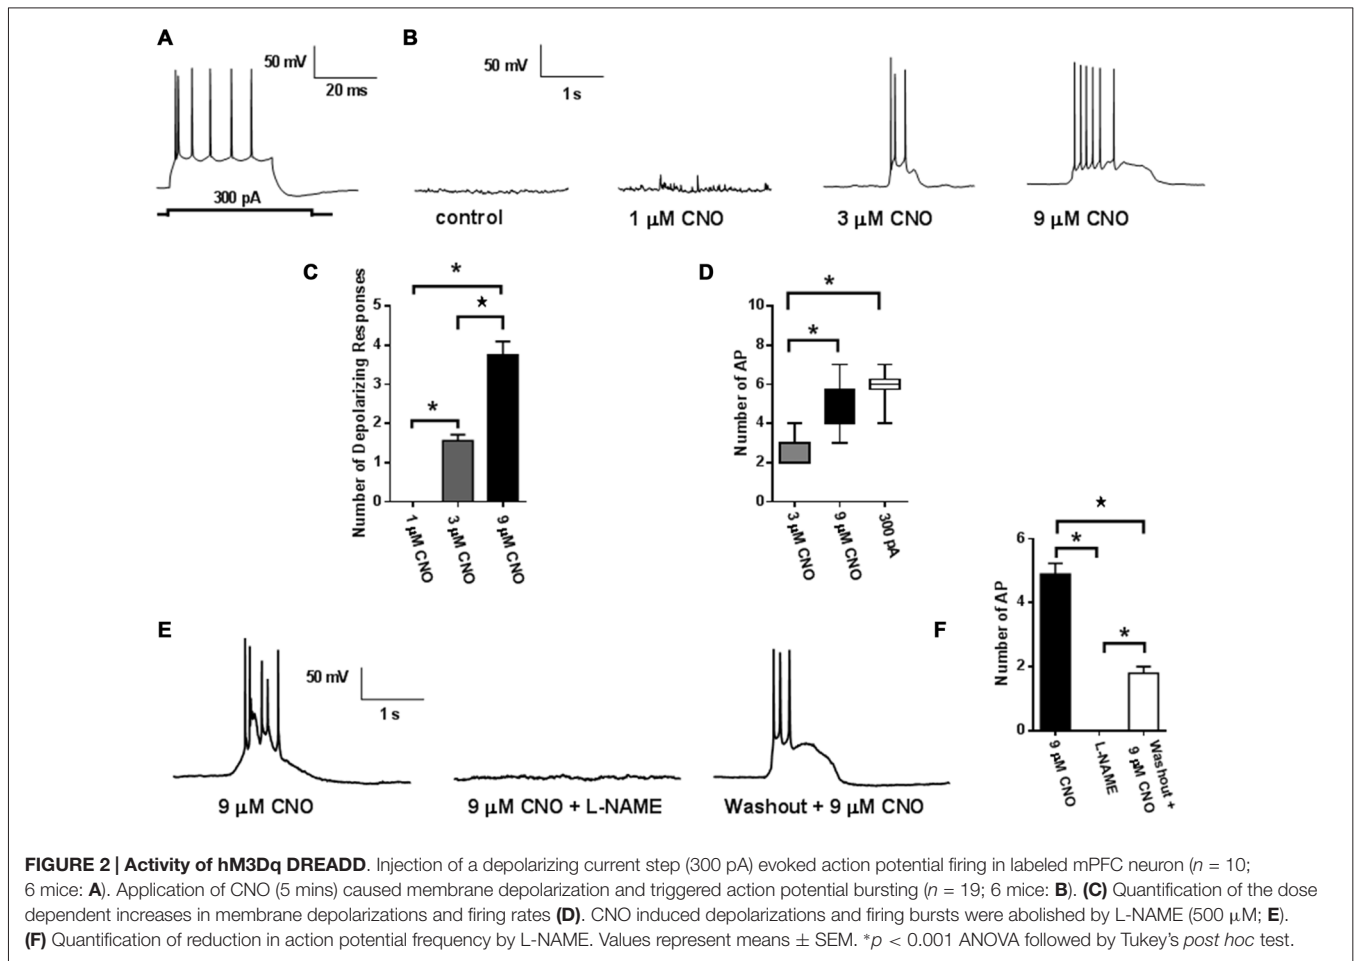 A
50 mV
20 ms
300 pA
B
50 mV
1 s
control
1 μM CNO
3 μM CNO
9 μM CNO
C
Number of Depolarizing Responses
5
4
3
2
1
0
*
★
*
1 μM CNO
3 μM CNO
9 μM CNO
D
Number of AP
10
8
6
4
2
0
*
*
3 μM CNO
9 μM CNO
300 pA
E
50 mV
1 s
9 μM CNO
9 μM CNO + L-NAME
Washout + 9 μM CNO
F
Number of AP
6
4
2
0
★
*
*
9 μM CNO
L-NAME
Washout +
9 μM CNO
FIGURE 2 | Activity of hM3Dq DREADD. Injection of a depolarizing current step (300 pA) evoked action potential firing in labeled mPFC neuron (n = 10;
6 mice: A). Application of CNO (5 mins) caused membrane depolarization and triggered action potential bursting (n = 19; 6 mice: B). (C) Quantification of the dose
dependent increases in membrane depolarizations and firing rates (D). CNO induced depolarizations and firing bursts were abolished by L-NAME (500 μM; E).
(F) Quantification of reduction in action potential frequency by L-NAME. Values represent means ± SEM. *p < 0.001 ANOVA followed by Tukey's post hoc test.